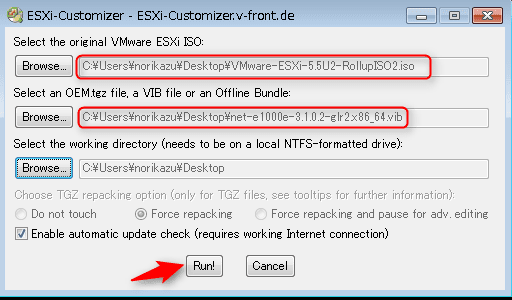 ESXi-Customizer - ESXi-Customizer.v-front.de
Select the original VMware ESXi ISO:
Browse... C:¥Users¥norikazu¥Desktop¥VMware-ESXi-5.5U2-RollupISO2.iso
Select an OEM.tgz file, a VIB file or an Offline Bundle:
Browse... C:¥Users¥norikazu¥Desktop¥net-e1000e-3.1.0.2-glr2.x86_64.vib
Select the working directory (needs to be on a local NTFS-formatted drive):
Browse... C:¥Users¥norikazu¥Desktop
Choose TGZ repacking option (only for TGZ files, see tooltips for further information):
Do not touch Force repacking Force repacking and pause for adv. editing
Enable automatic update check (requires working Internet connection)
Run! Cancel